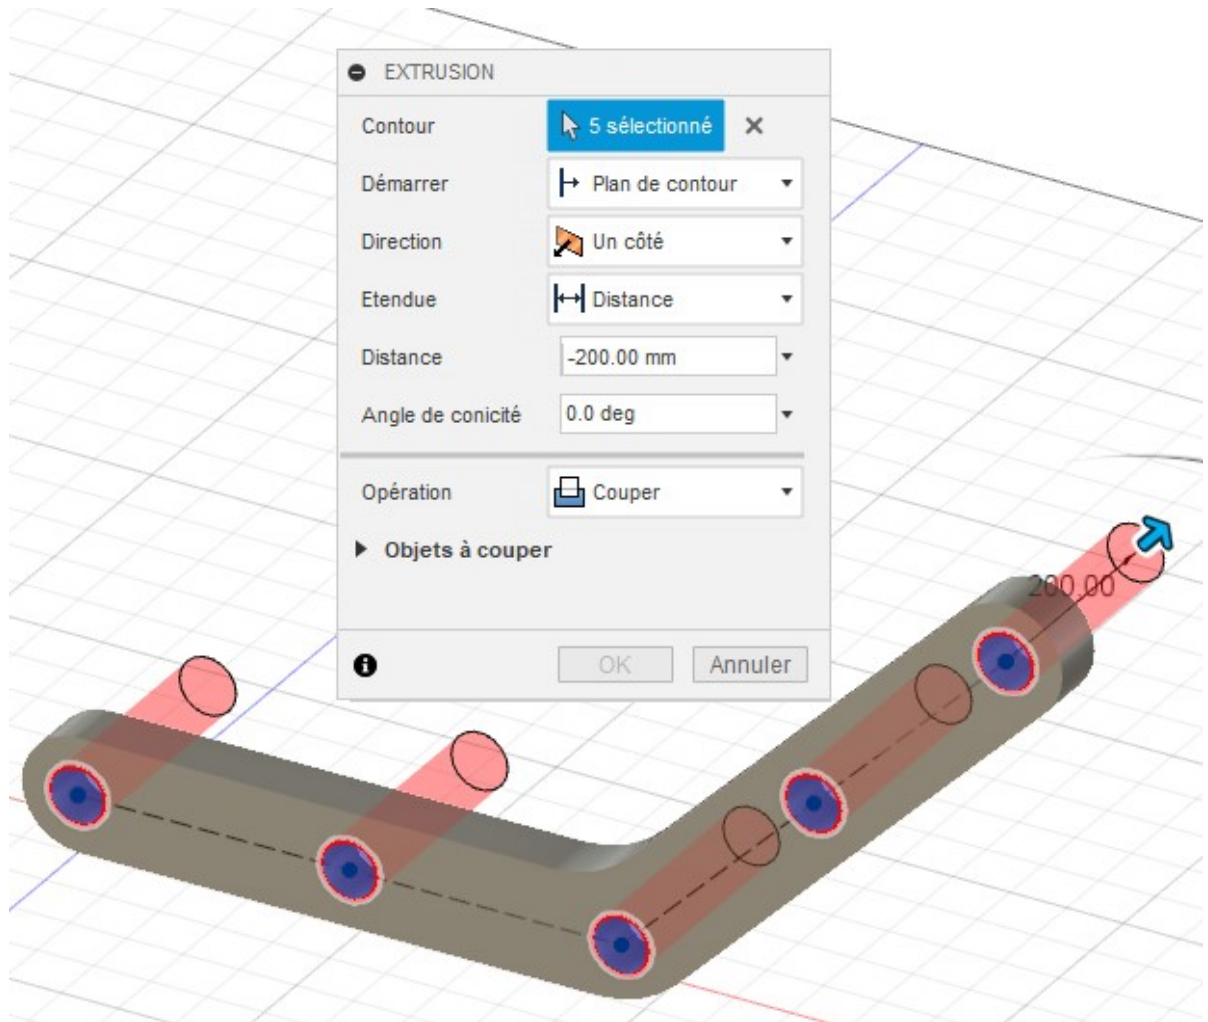 EXTRUSION
Contour 5 sélectionné
Démarrer Plan de contour
Direction Un côté
Etendue Distance
Distance -200.00 mm
Angle de conicité 0.0 deg
Opération Couper
Objets à couper
OK Annuler
200,00